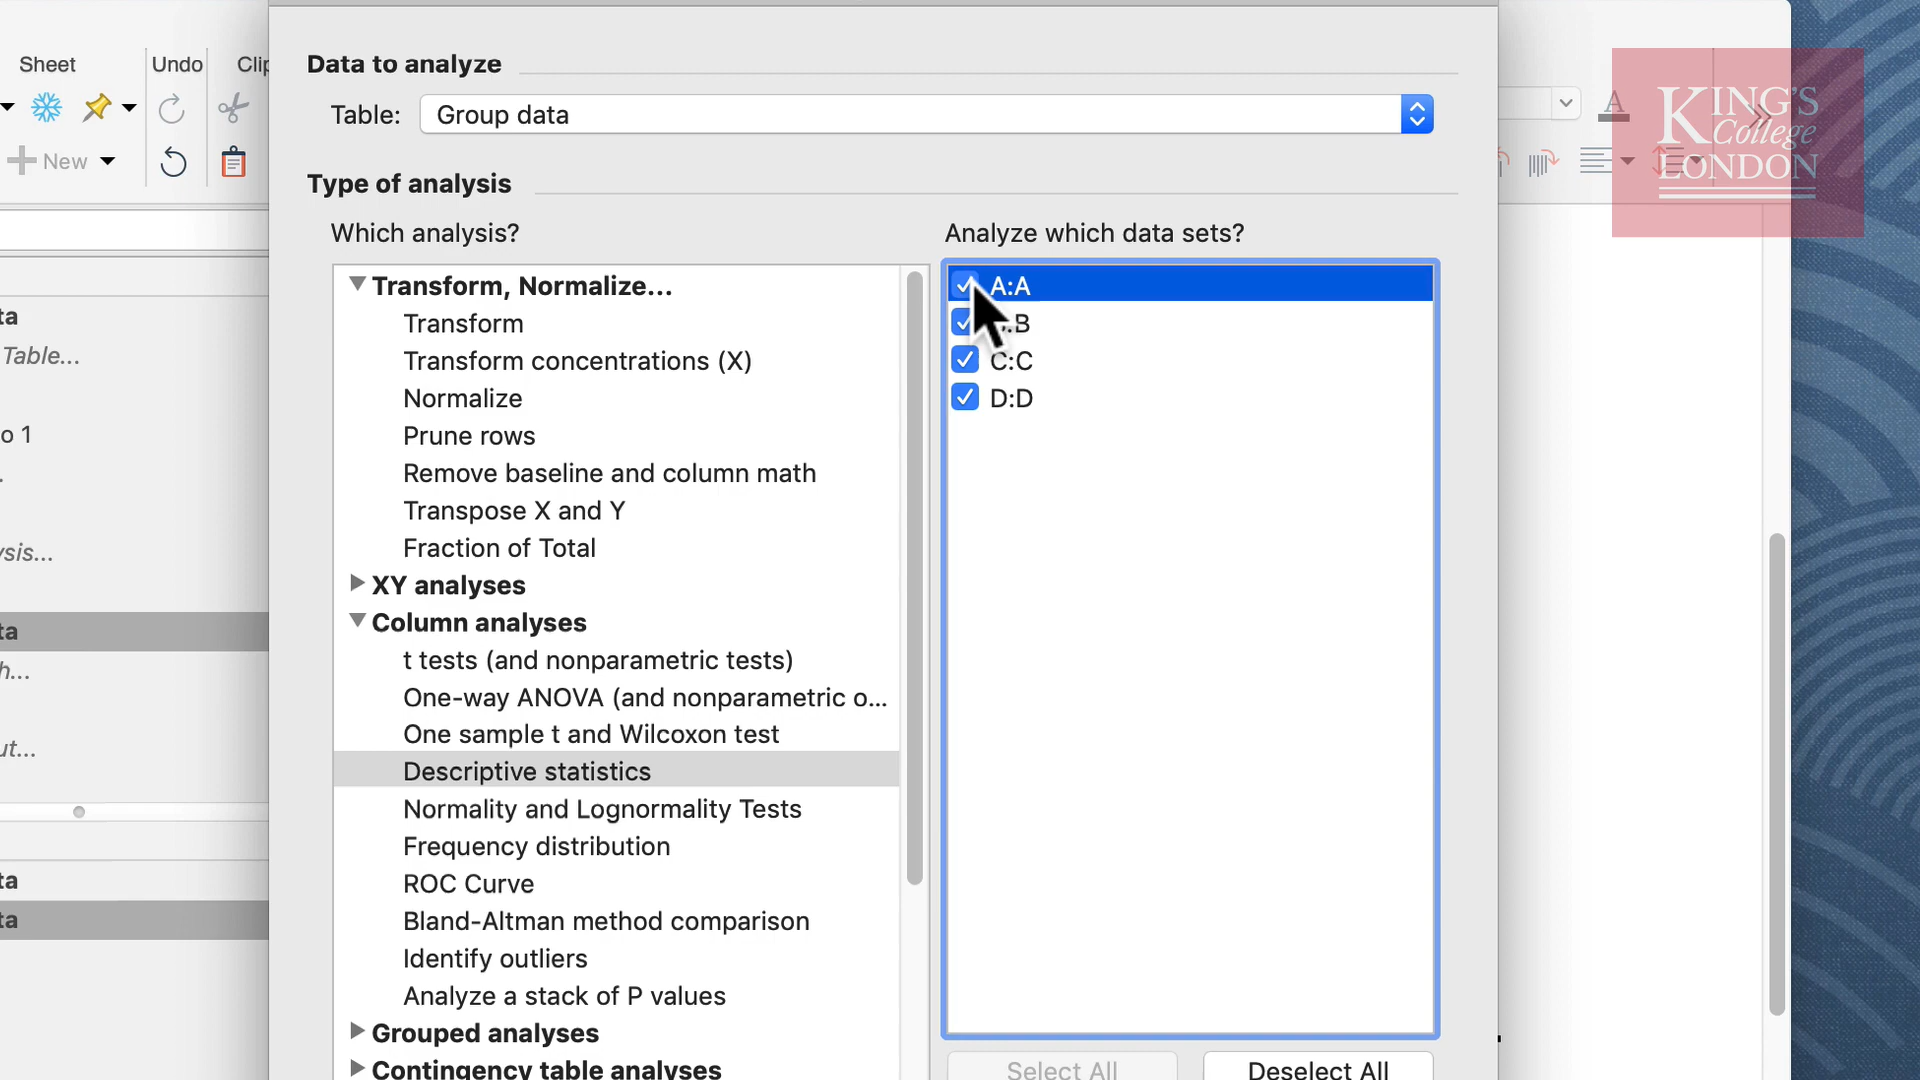 Sheet
Undo
Clip
New
ta
Table...
o 1
ysis...
ta
h...
ut...
ta
ta
Data to analyze
Table: Group data
Type of analysis
Which analysis?
Transform, Normalize...
Transform
Transform concentrations (X)
Normalize
Prune rows
Remove baseline and column math
Transpose X and Y
Fraction of Total
XY analyses
Column analyses
t tests (and nonparametric tests)
One-way ANOVA (and nonparametric o...
One sample t and Wilcoxon test
Descriptive statistics
Normality and Lognormality Tests
Frequency distribution
ROC Curve
Bland-Altman method comparison
Identify outliers
Analyze a stack of P values
Grouped analyses
Contingency table analyses
Analyze which data sets?
A:A
:B
C:C
D:D
Select All
Deselect All
A
KING'S
College
LONDON